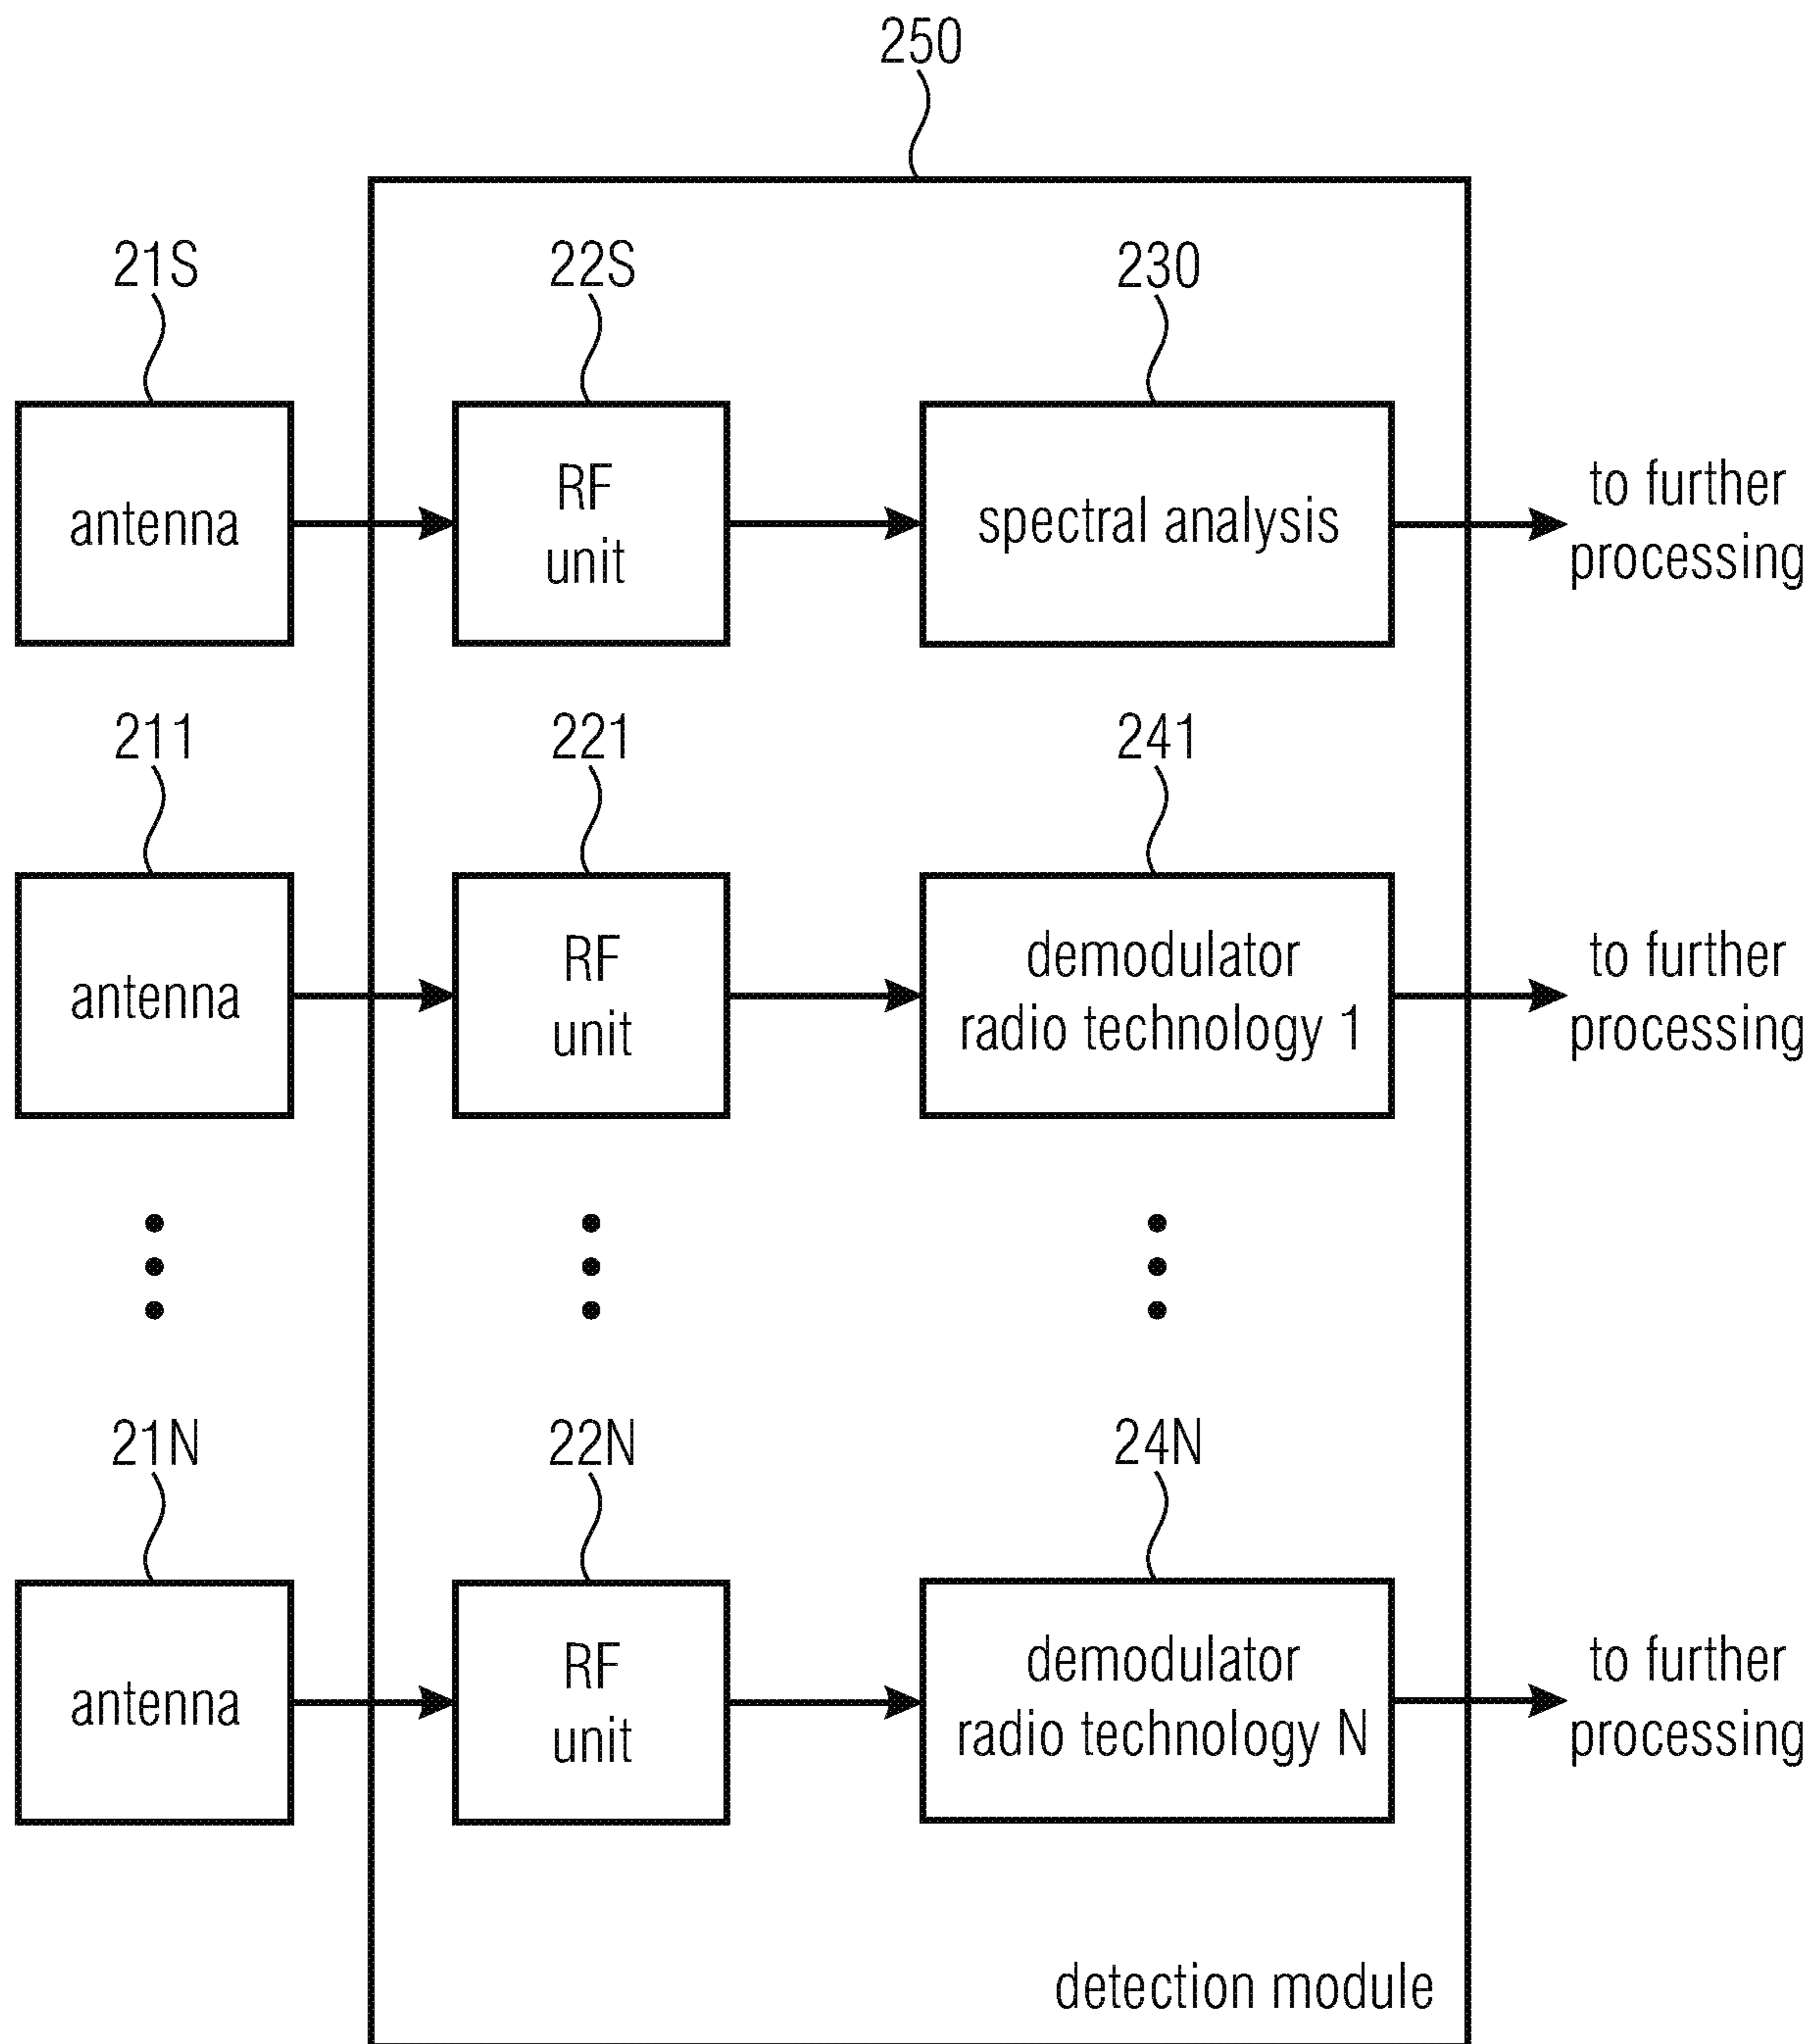 250
21S
22S
230
antenna
RF
unit
spectral analysis
to further
processing
211
221
241
antenna
RF
unit
demodulator
radio technology 1
to further
processing
21N
22N
24N
antenna
RF
unit
demodulator
radio technology N
to further
processing
detection module